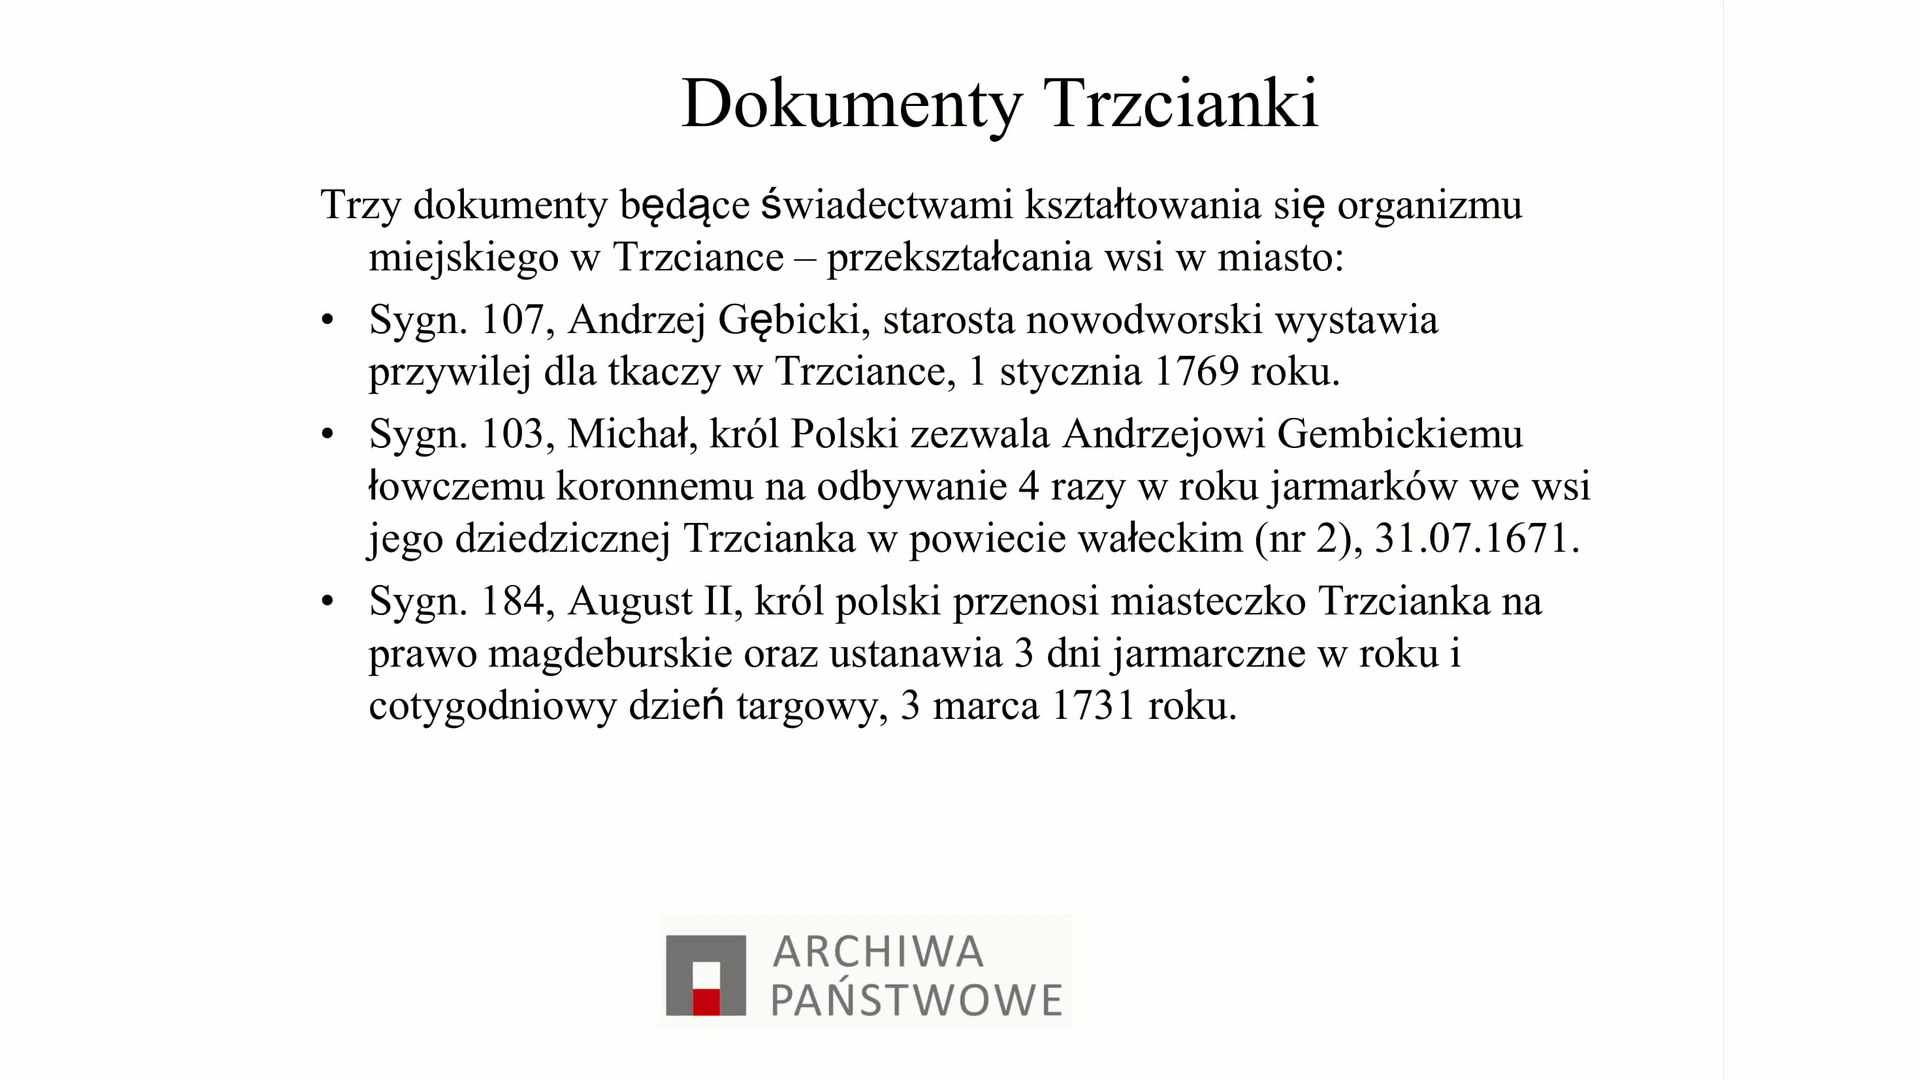 Dokumenty Trzcianki
Trzy dokumenty będące świadectwami kształtowania się organizmu
miejskiego w Trzciance – przekształcania wsi w miasto:
• Sygn. 107, Andrzej Gębicki, starosta nowodworski wystawia
przywilej dla tkaczy w Trzciance, 1 stycznia 1769 roku.
• Sygn. 103, Michał, król Polski zezwala Andrzejowi Gembickiemu
łowczemu koronnemu na odbywanie 4 razy w roku jarmarków we wsi
jego dziedzicznej Trzcianka w powiecie wałeckim (nr 2), 31.07.1671.
• Sygn. 184, August II, król polski przenosi miasteczko Trzcianka na
prawo magdeburskie oraz ustanawia 3 dni jarmarczne w roku i
cotygodniowy dzień targowy, 3 marca 1731 roku.
ARCHIWA
PAŃSTWOWE